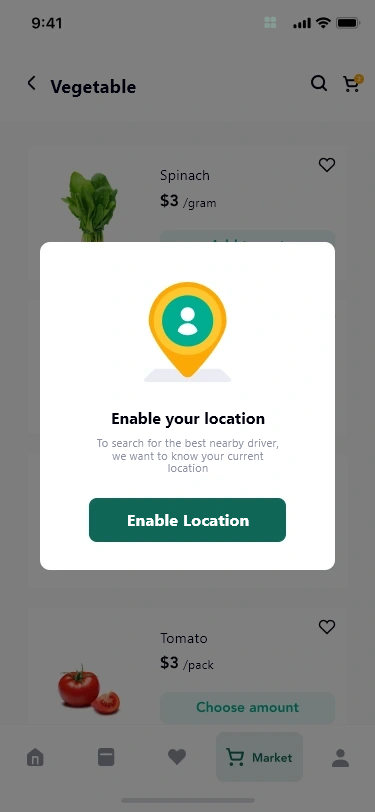 9:41
Vegetable
Spinach
$3 /gram
Enable your location
To search for the best nearby driver,
we want to know your current
location
Enable Location
Tomato
$3 /pack
Choose amount
Market